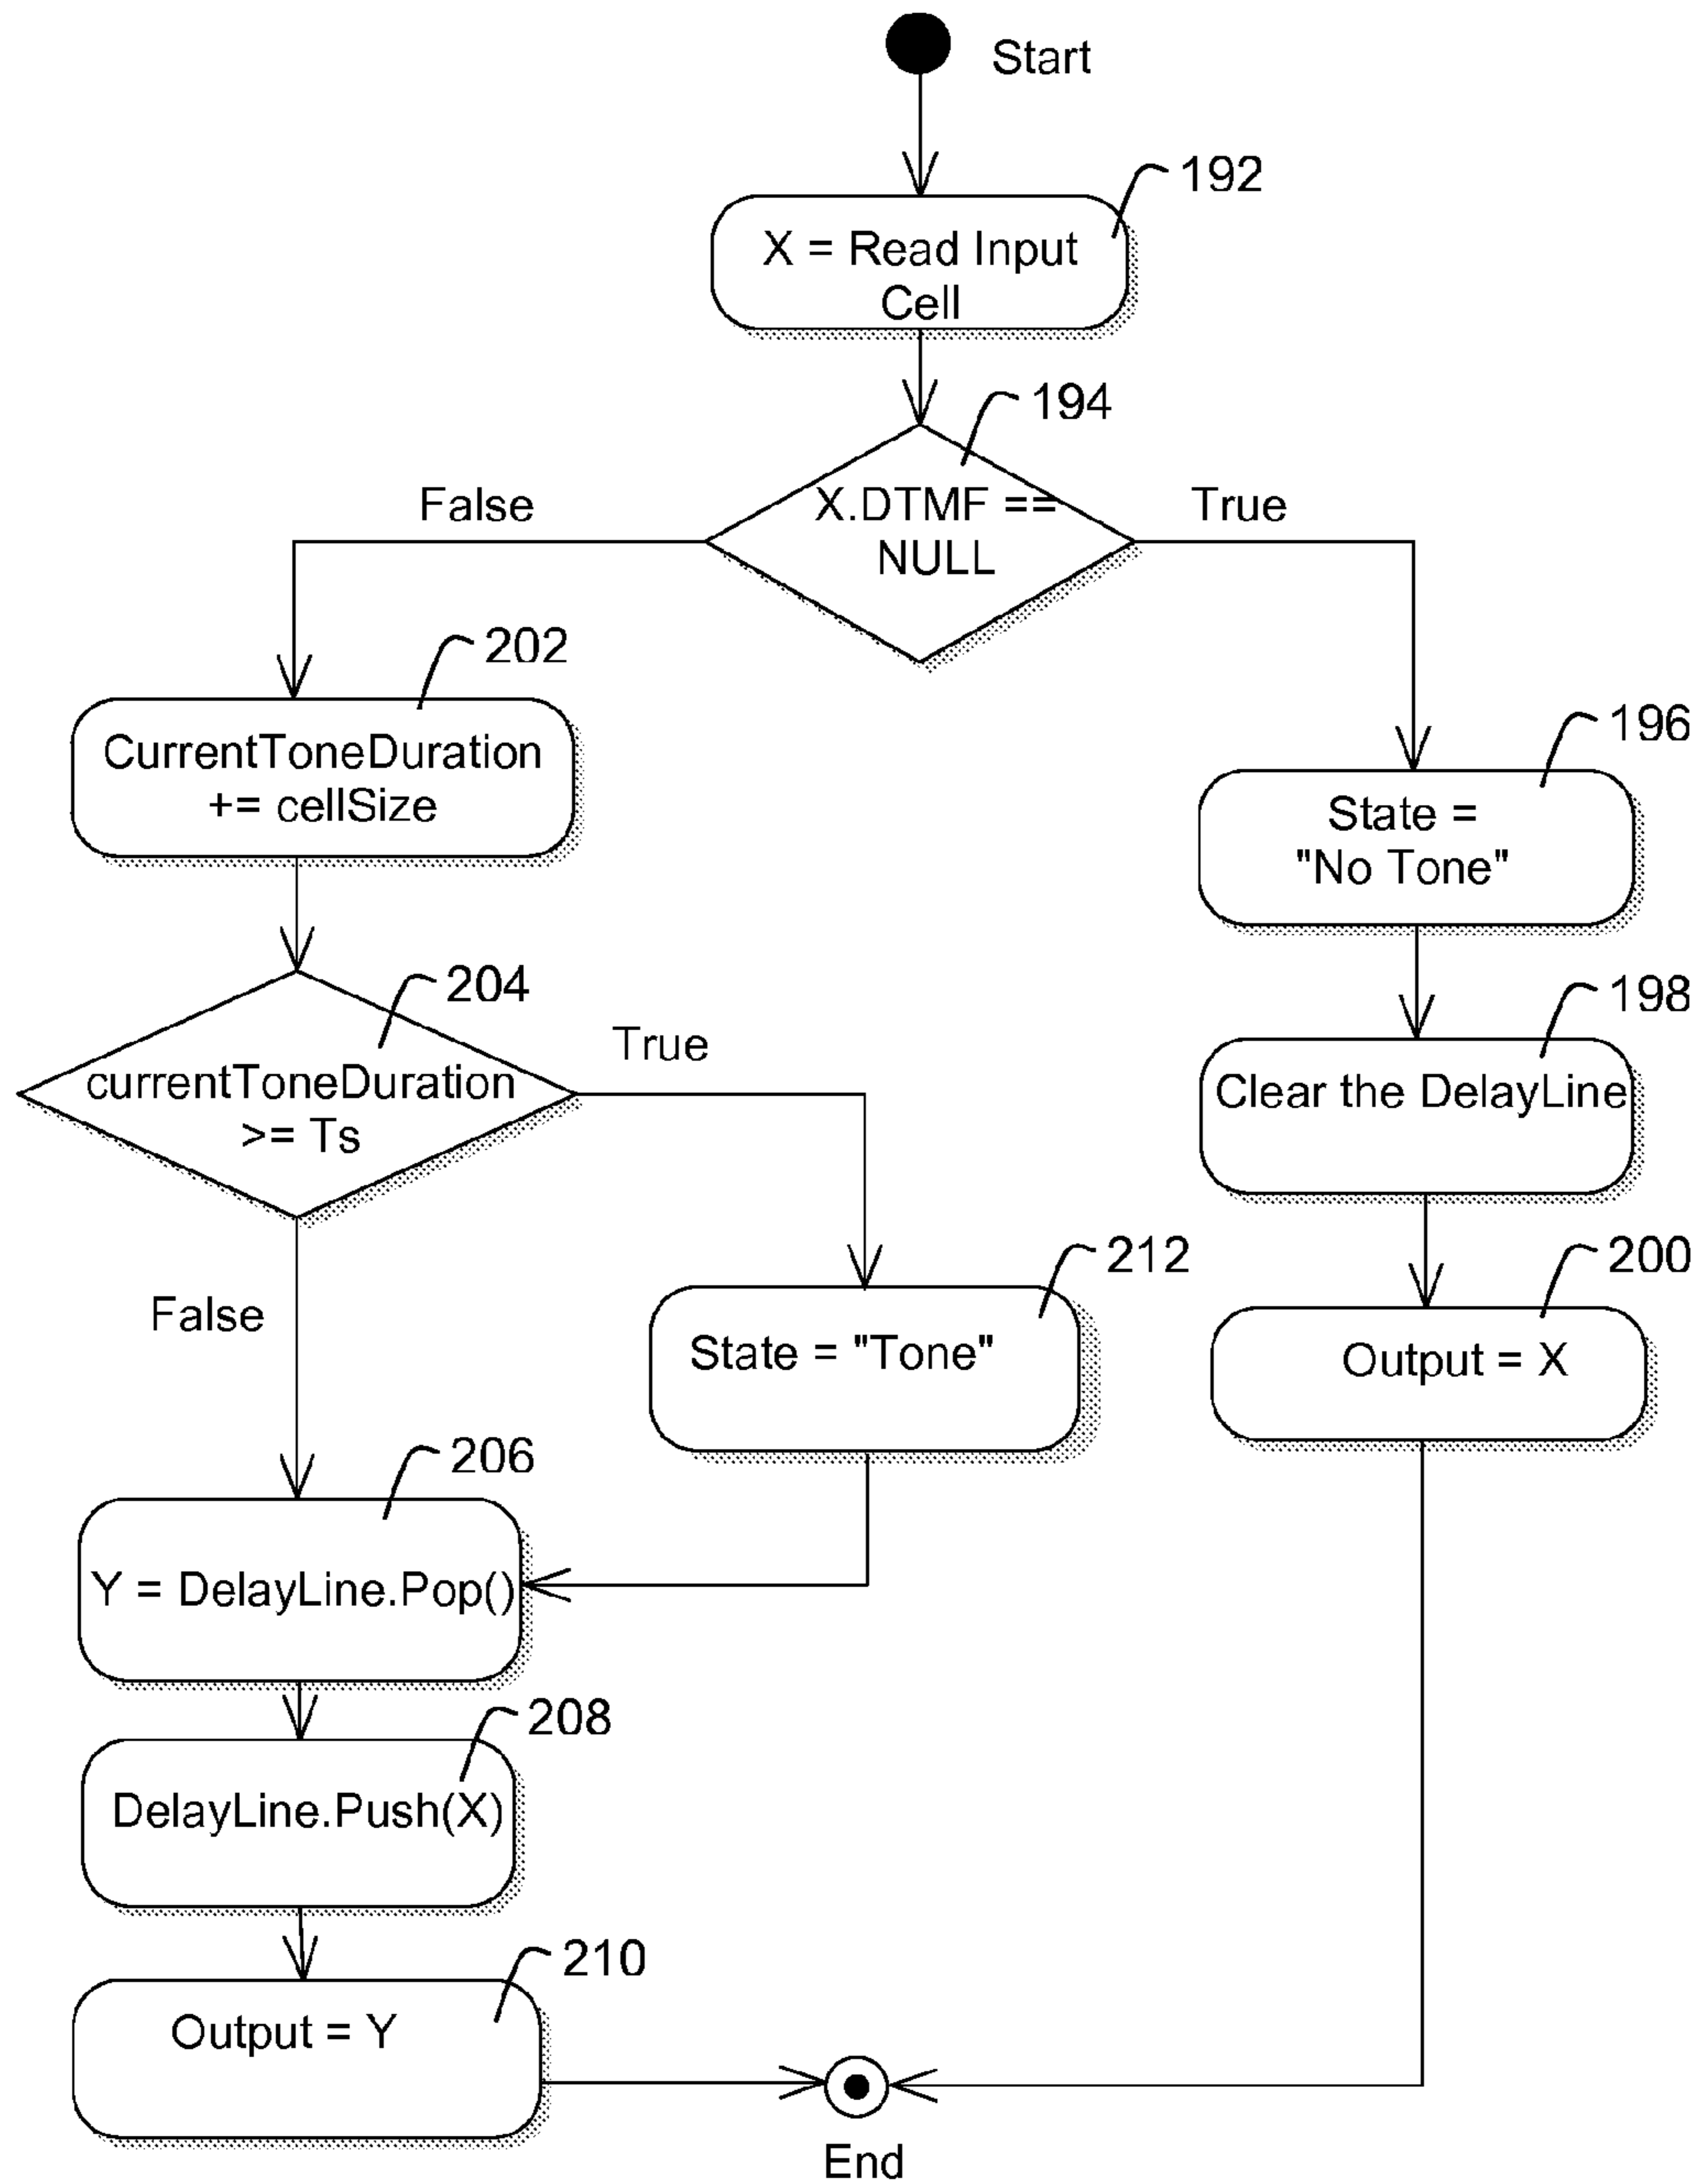 Start
192
X = Read Input
Cell
194
False
X.DTMF ==
NULL
True
202
CurrentToneDuration
+= cellSize
196
State =
"No Tone"
204
True
currentToneDuration
>= Ts
198
Clear the DelayLine
False
212
State = "Tone"
200
Output = X
206
Y = DelayLine.Pop()
208
DelayLine.Push(X)
210
Output = Y
End